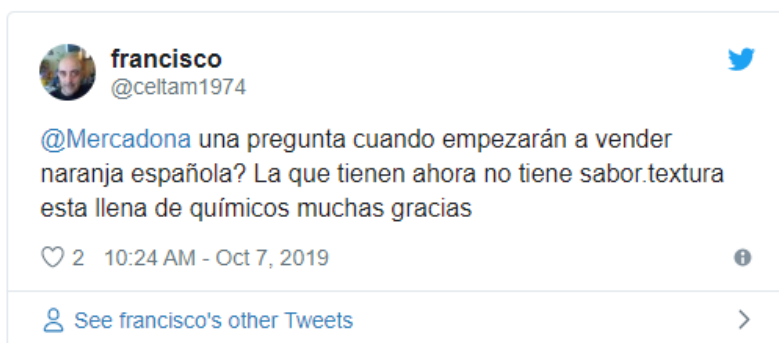 francisco
@celtam1974
@Mercadona una pregunta cuando empezarán a vender
naranja española? La que tienen ahora no tiene sabor.textura
esta llena de químicos muchas gracias
2 10:24 AM - Oct 7, 2019
See francisco's other Tweets